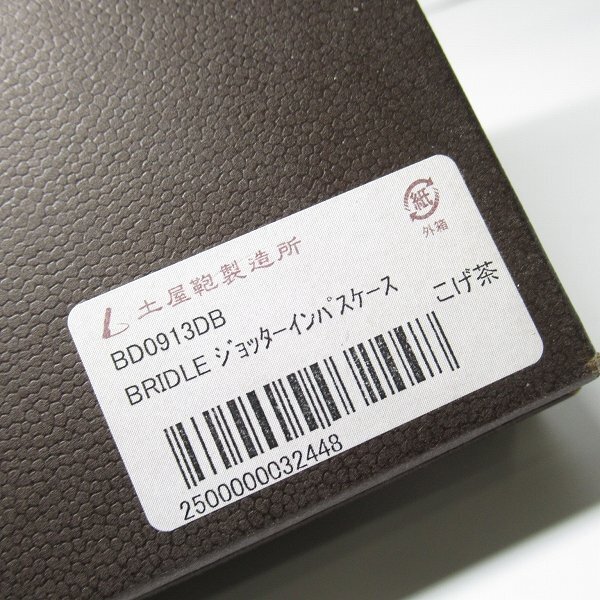 土屋鞄製造所
紙
外箱
BD0913DB
BRIDLE ジョッターインパスケース こげ茶
2500000032448